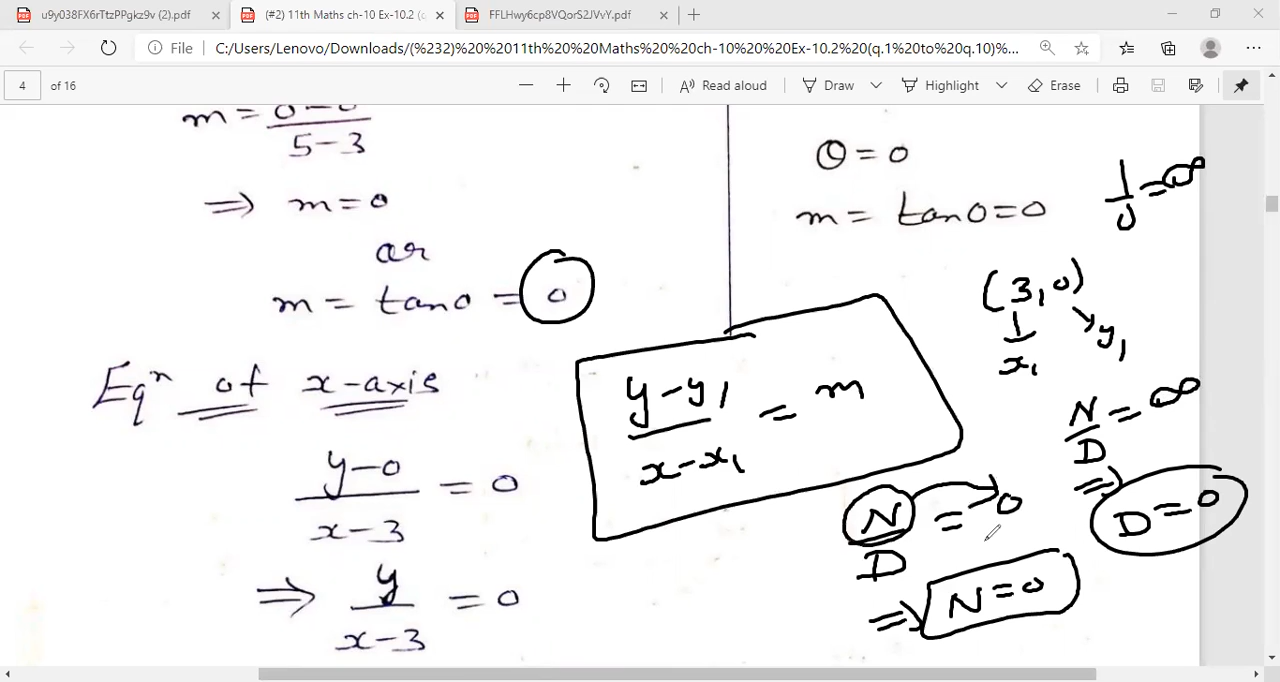 u9y038FX6rTtzPPgkz9v (2).pdf
(#2) 11th Maths ch-10 Ex-10.2 (
FFLHwy6cp8VQorS2JVvY.pdf
File C:/Users/Lenovo/Downloads/(%232)%20%2011th%20%20Maths%20%20ch-10%20%20Ex-10.2%20(q.1%20to%20q.10)%...
4 of 16
Read aloud Draw Highlight Erase
m = 0-0/5-3
⇒ m = 0
or
m = tan0 = 0
Eqⁿ of x-axis
y-0/x-3 = 0
⇒ y/x-3 = 0
y-y1/x-x1 = m
θ = 0
m = tan0 = 0
1/0 = ∞
(3,0)
x1 y1
N/D = ∞
⇒ D = 0
N/D = 0
⇒ N = 0